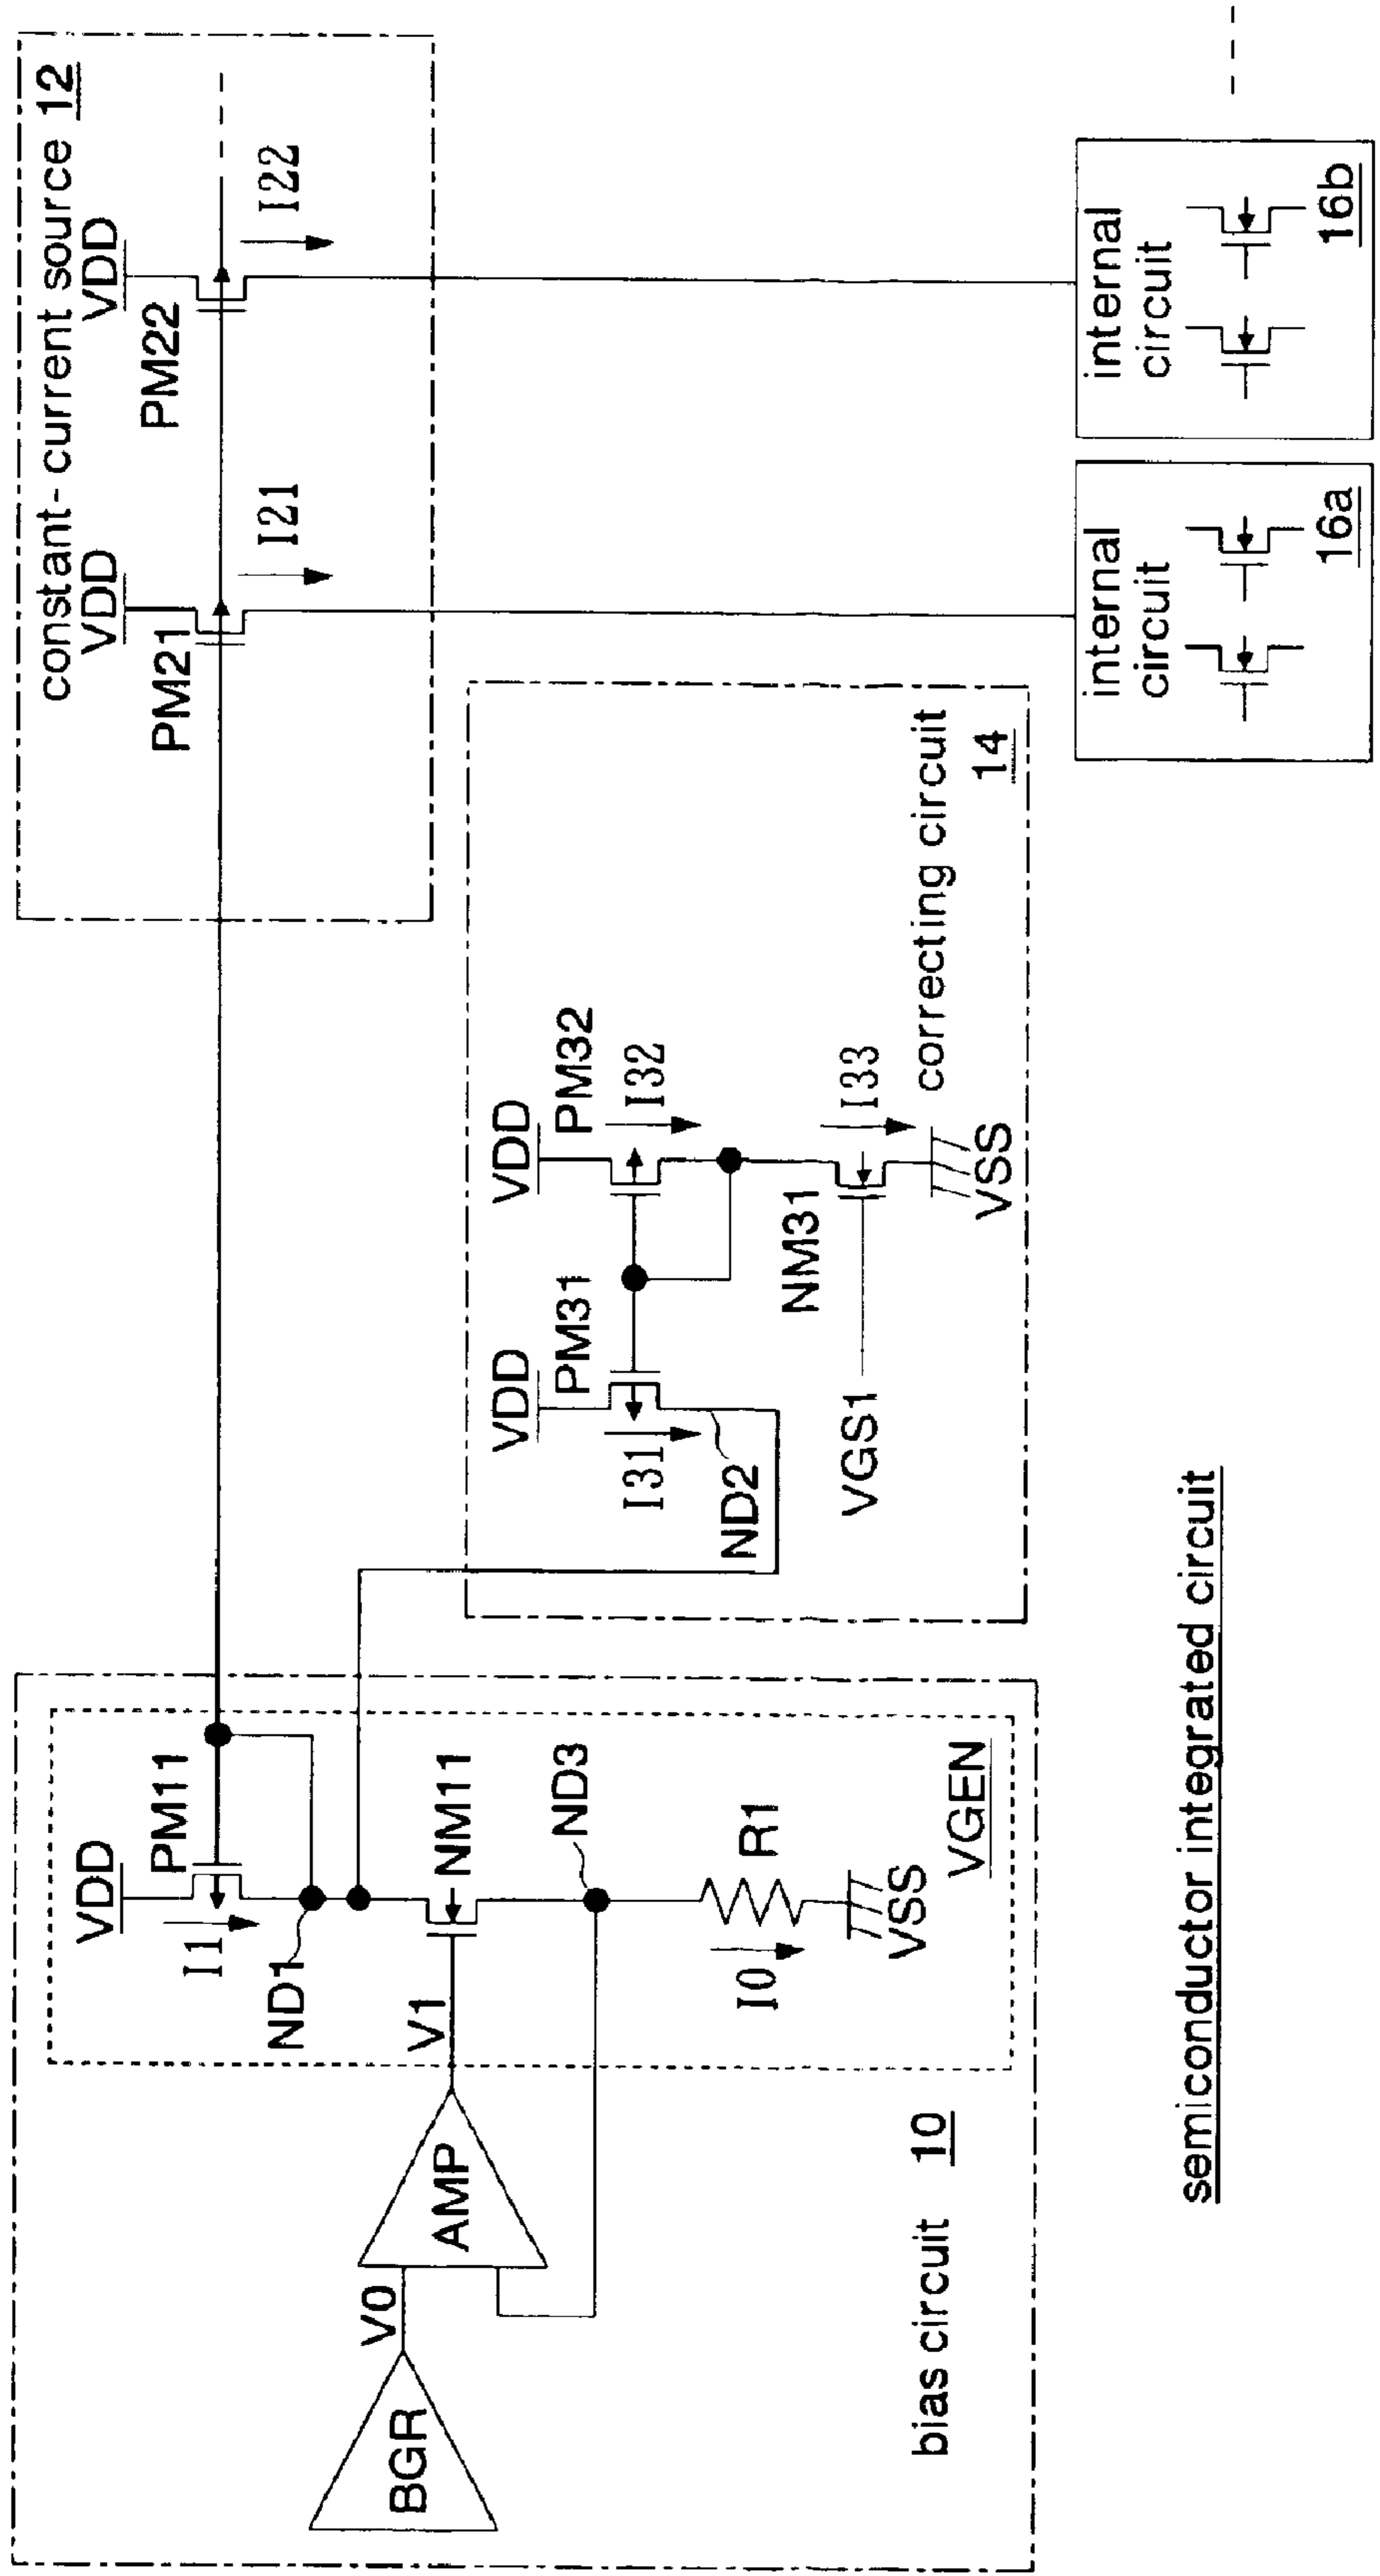 bias circuit 10
BGR
V0
AMP
V1
VDD
PM11
I1
ND1
NM11
ND3
I0
R1
VSS
VGEN
constant-current source 12
VDD
PM21
I21
VDD
PM22
I22
correcting circuit
14
VDD
PM31
I31
ND2
VDD
PM32
I32
VGS1
NM31
I33
VSS
internal
circuit
16a
internal
circuit
16b
semiconductor integrated circuit